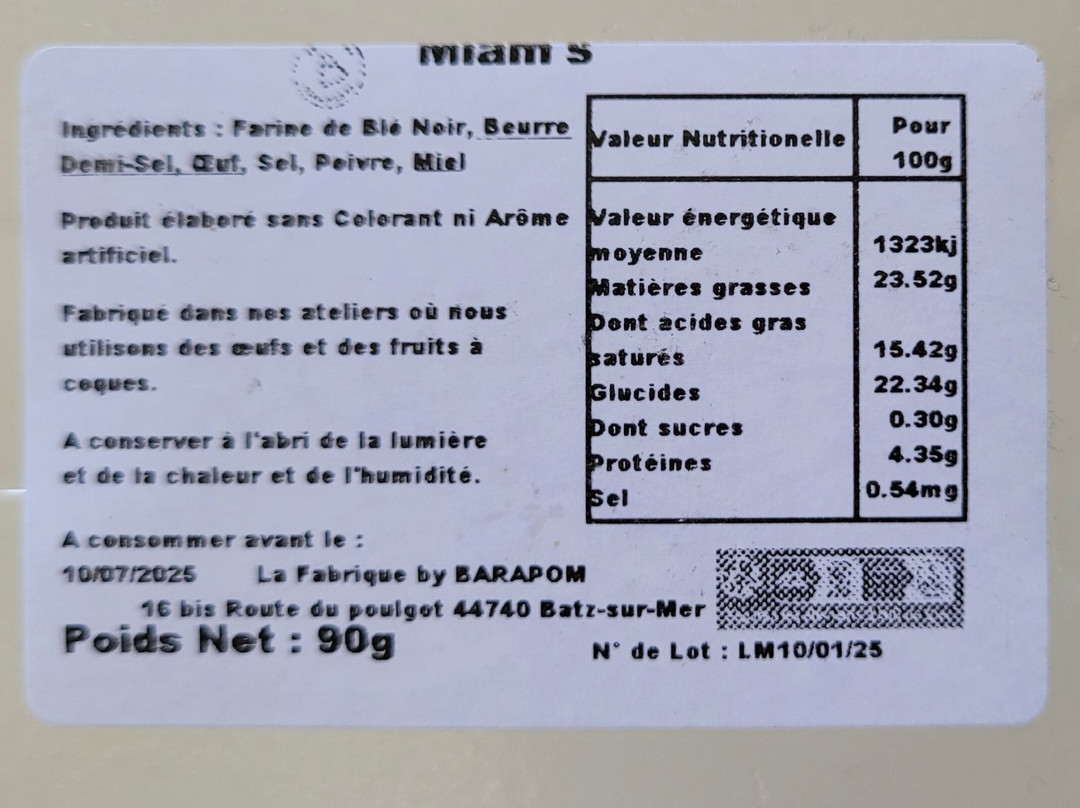 Miam's
Ingrédients : Farine de Blé Noir, Beurre
Demi-Sel, Œuf, Sel, Poivre, Miel
Produit élaboré sans Colorant ni Arôme
artificiel.
Fabriqué dans nos ateliers où nous
utilisons des œufs et des fruits à
coques.
A conserver à l'abri de la lumière
et de la chaleur et de l'humidité.
A consommer avant le :
10/07/2025 La Fabrique by BARAPOM
16 bis Route du poulgot 44740 Batz-sur-Mer
Poids Net : 90g
Valeur Nutritionelle Pour
100g
Valeur énergétique
moyenne 1323kj
Matières grasses 23.52g
Dont acides gras
saturés 15.42g
Glucides 22.34g
Dont sucres 0.30g
Protéines 4.35g
Sel 0.54mg
N° de Lot : LM10/01/25